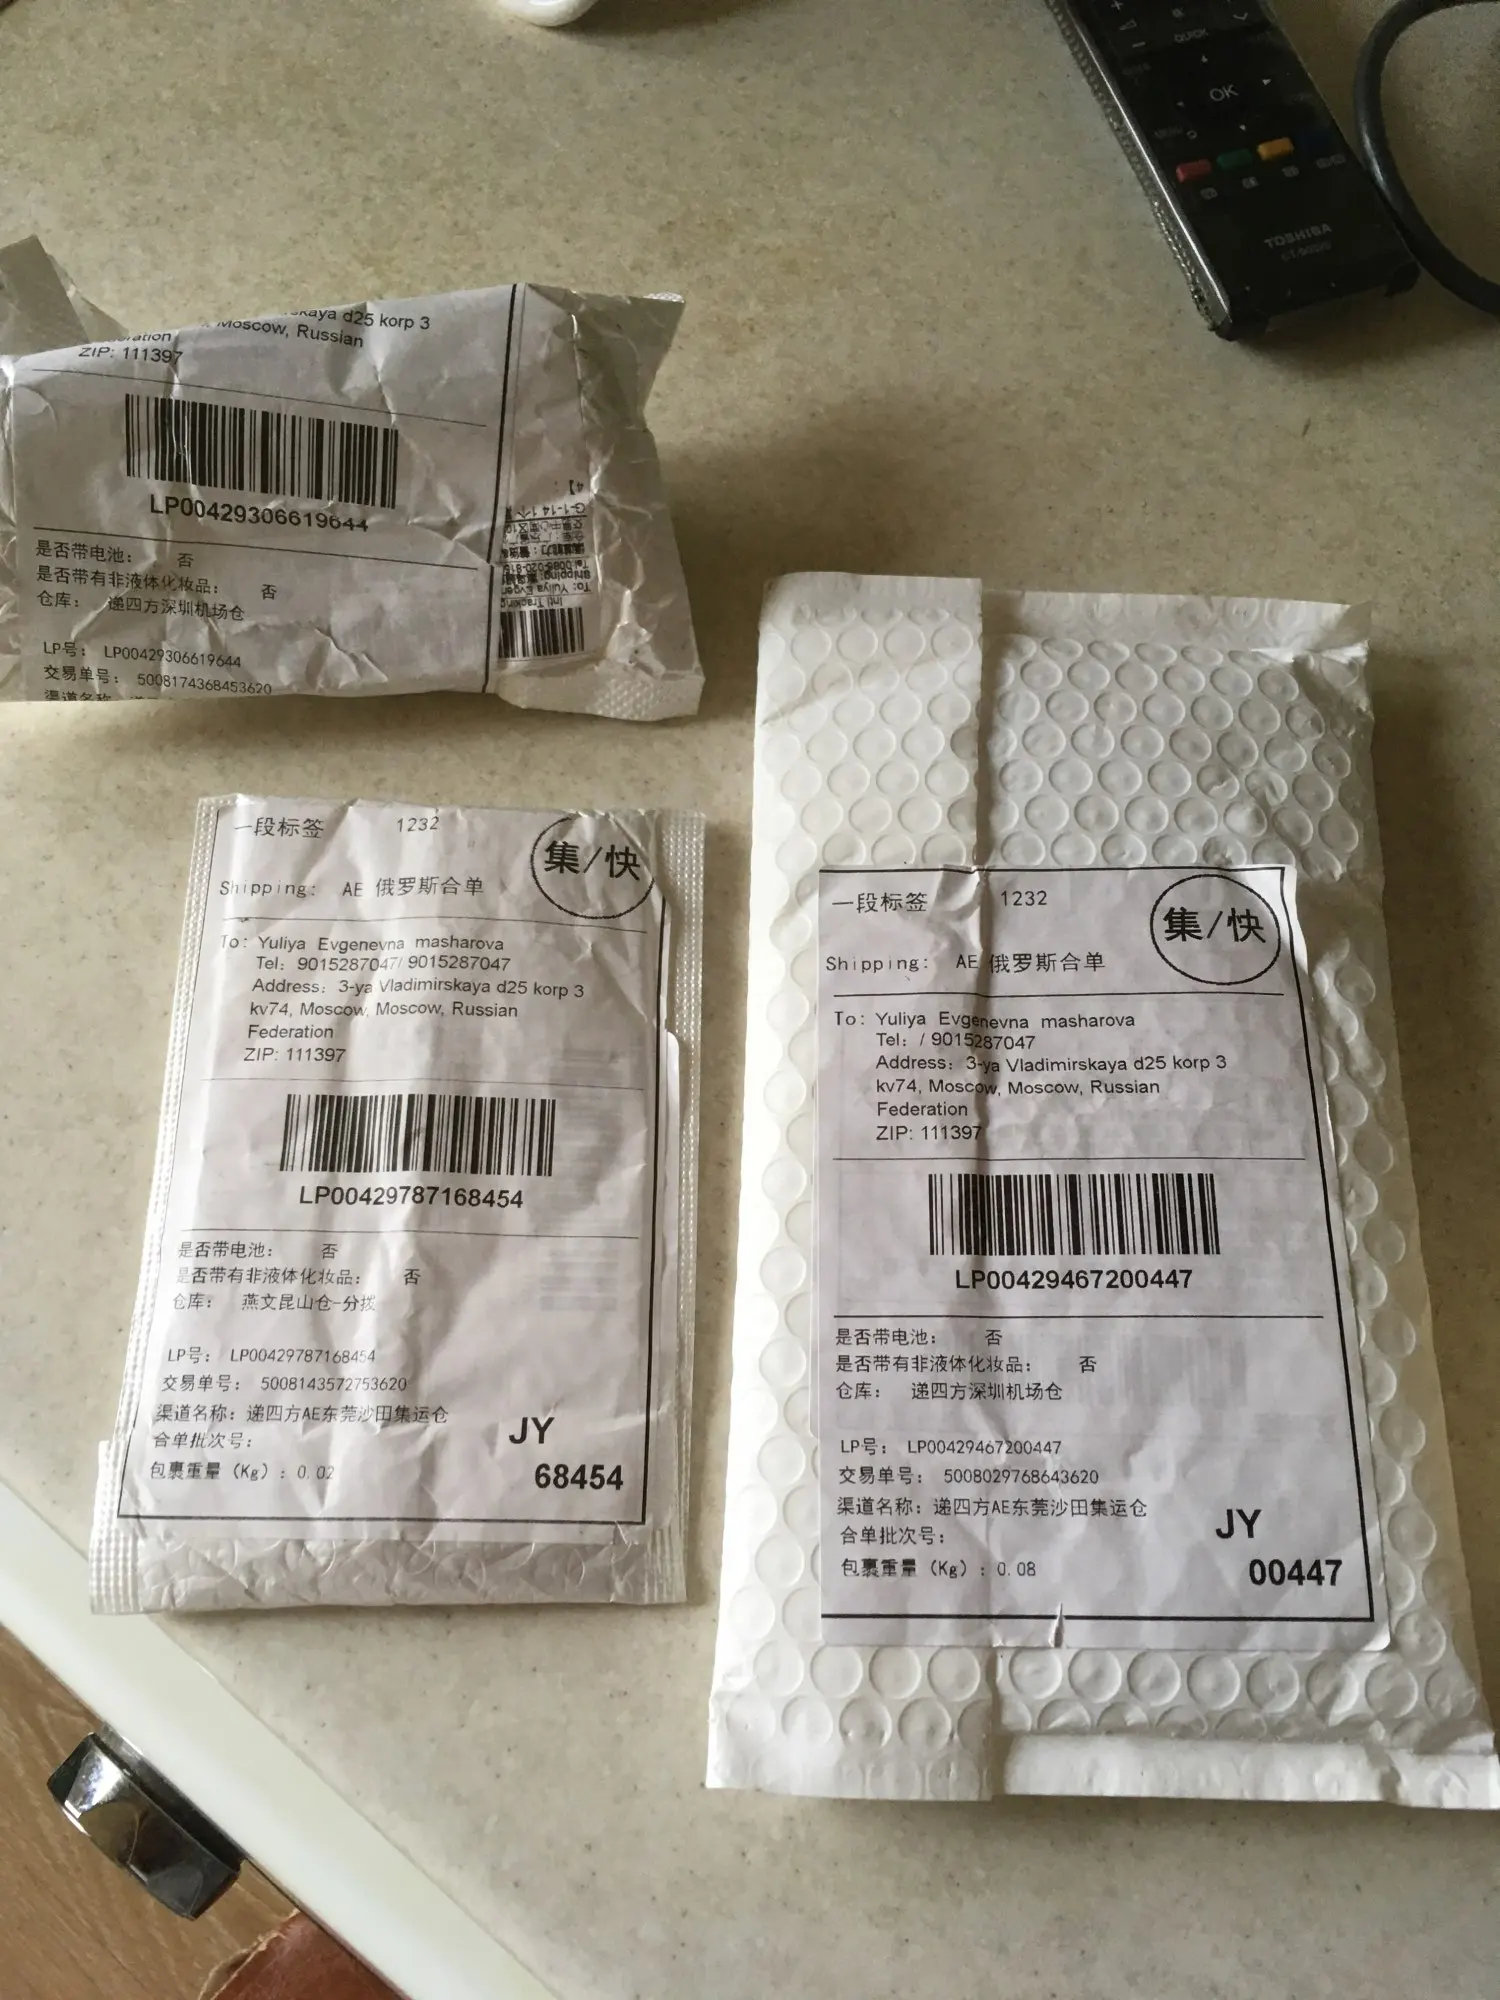 QUICK
OK
TOSHIBA
d25 korp 3
Moscow, Russian
ZIP: 111397
LP00429306619644
是否带电池: 否
是否带有非液体化妆品: 否
仓库: 递四方深圳机场仓
LP号: LP00429306619644
交易单号: 5008174368453620
渠道名称
G-1-14 1个
To: Yuliya
Intl Tracking
一段标签 1232
集/快
Shipping: AE 俄罗斯合单
To: Yuliya Evgenevna masharova
Tel: 9015287047/ 9015287047
Address: 3-ya Vladimirskaya d25 korp 3
kv74, Moscow, Moscow, Russian
Federation
ZIP: 111397
LP00429787168454
是否带电池: 否
是否带有非液体化妆品: 否
仓库: 燕文昆山仓-分拨
LP号: LP00429787168454
交易单号: 5008143572753620
渠道名称: 递四方AE东莞沙田集运仓
合单批次号:
JY
包裹重量 (Kg) : 0.02
68454
一段标签 1232
集/快
Shipping: AE 俄罗斯合单
To: Yuliya Evgenevna masharova
Tel: / 9015287047
Address: 3-ya Vladimirskaya d25 korp 3
kv74, Moscow, Moscow, Russian
Federation
ZIP: 111397
LP00429467200447
是否带电池: 否
是否带有非液体化妆品: 否
仓库: 递四方深圳机场仓
LP号: LP00429467200447
交易单号: 5008029768643620
渠道名称: 递四方AE东莞沙田集运仓
合单批次号:
JY
包裹重量 (Kg) : 0.08
00447